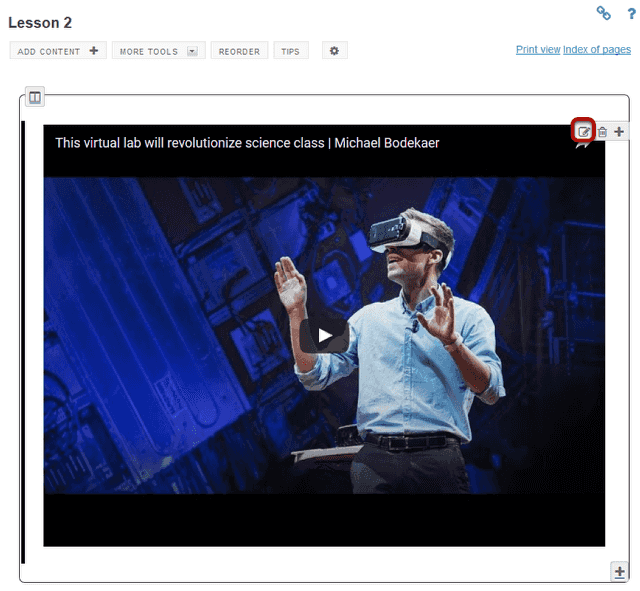 Lesson 2
?
ADD CONTENT MORE TOOLS REORDER TIPS
Print view Index of pages
This virtual lab will revolutionize science class | Michael Bodekaer